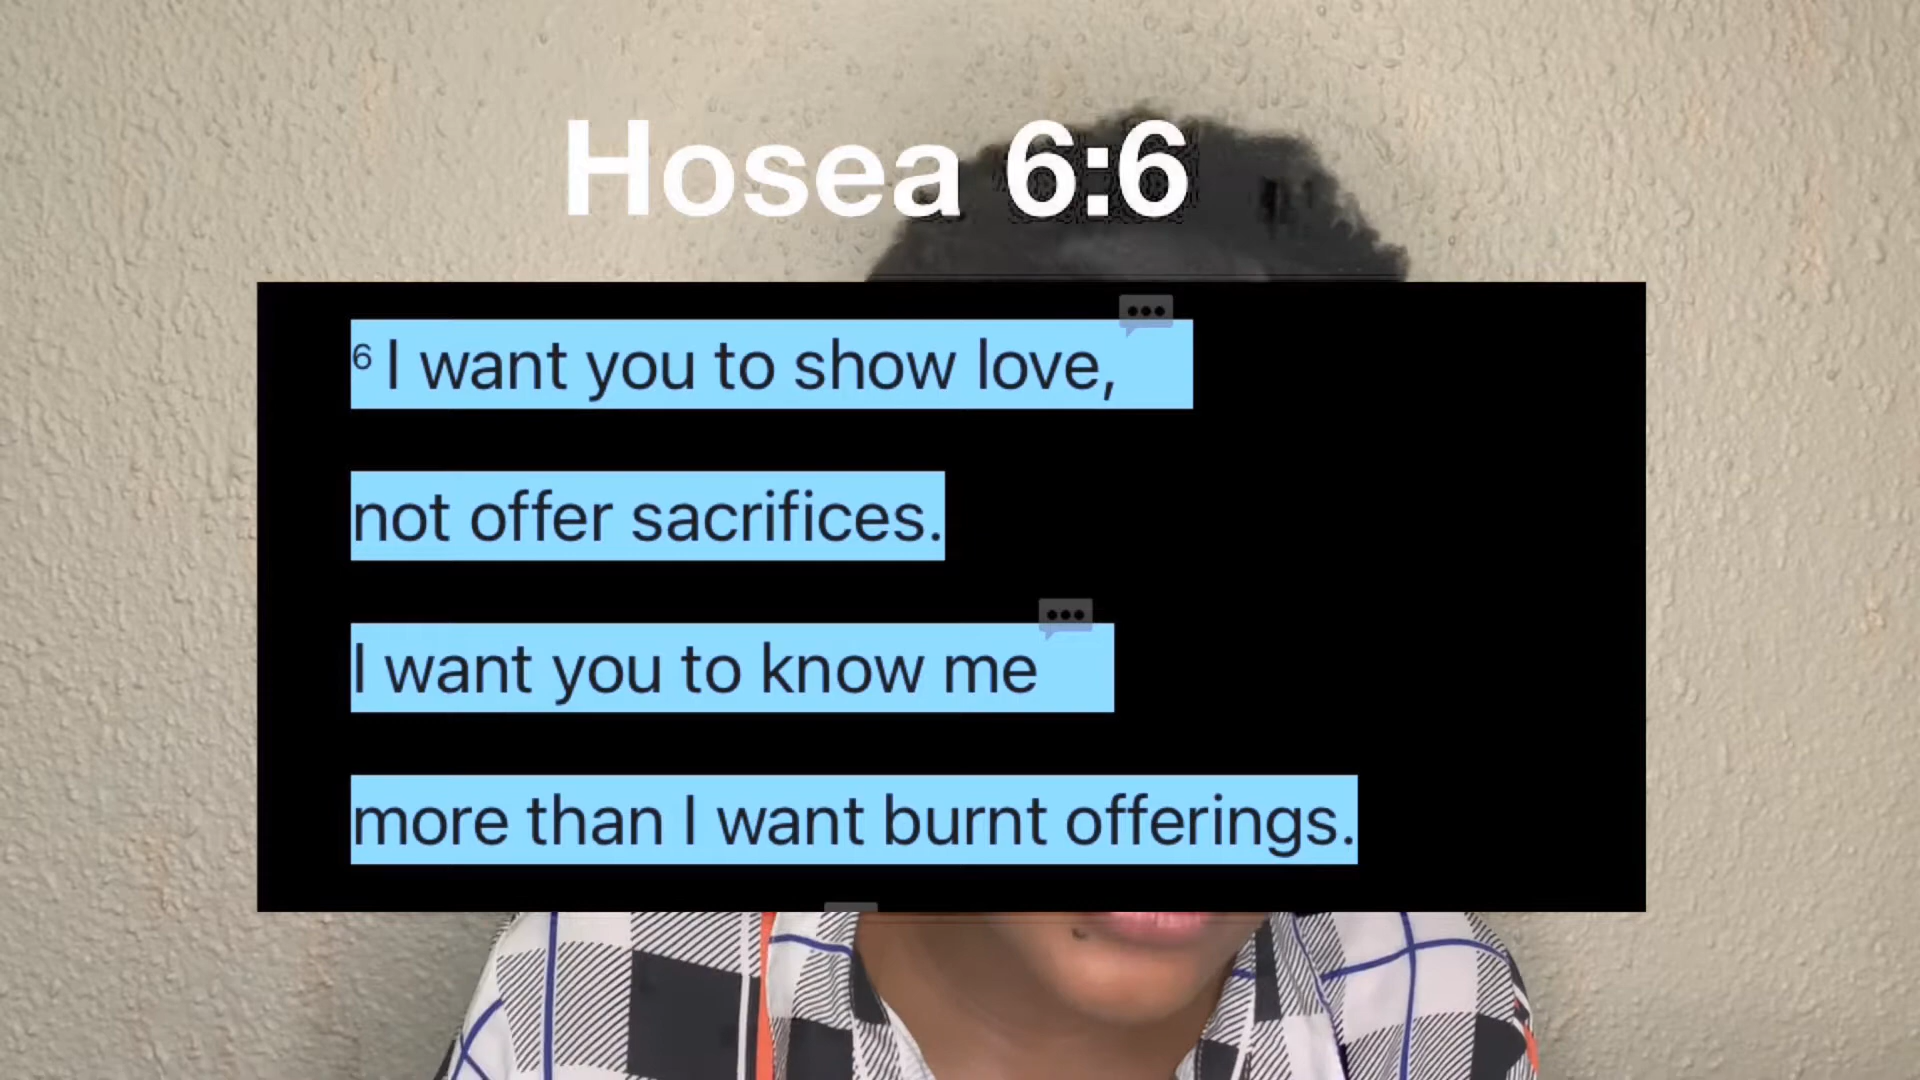 Hosea 6:6
6 I want you to show love,
not offer sacrifices.
I want you to know me
more than I want burnt offerings.